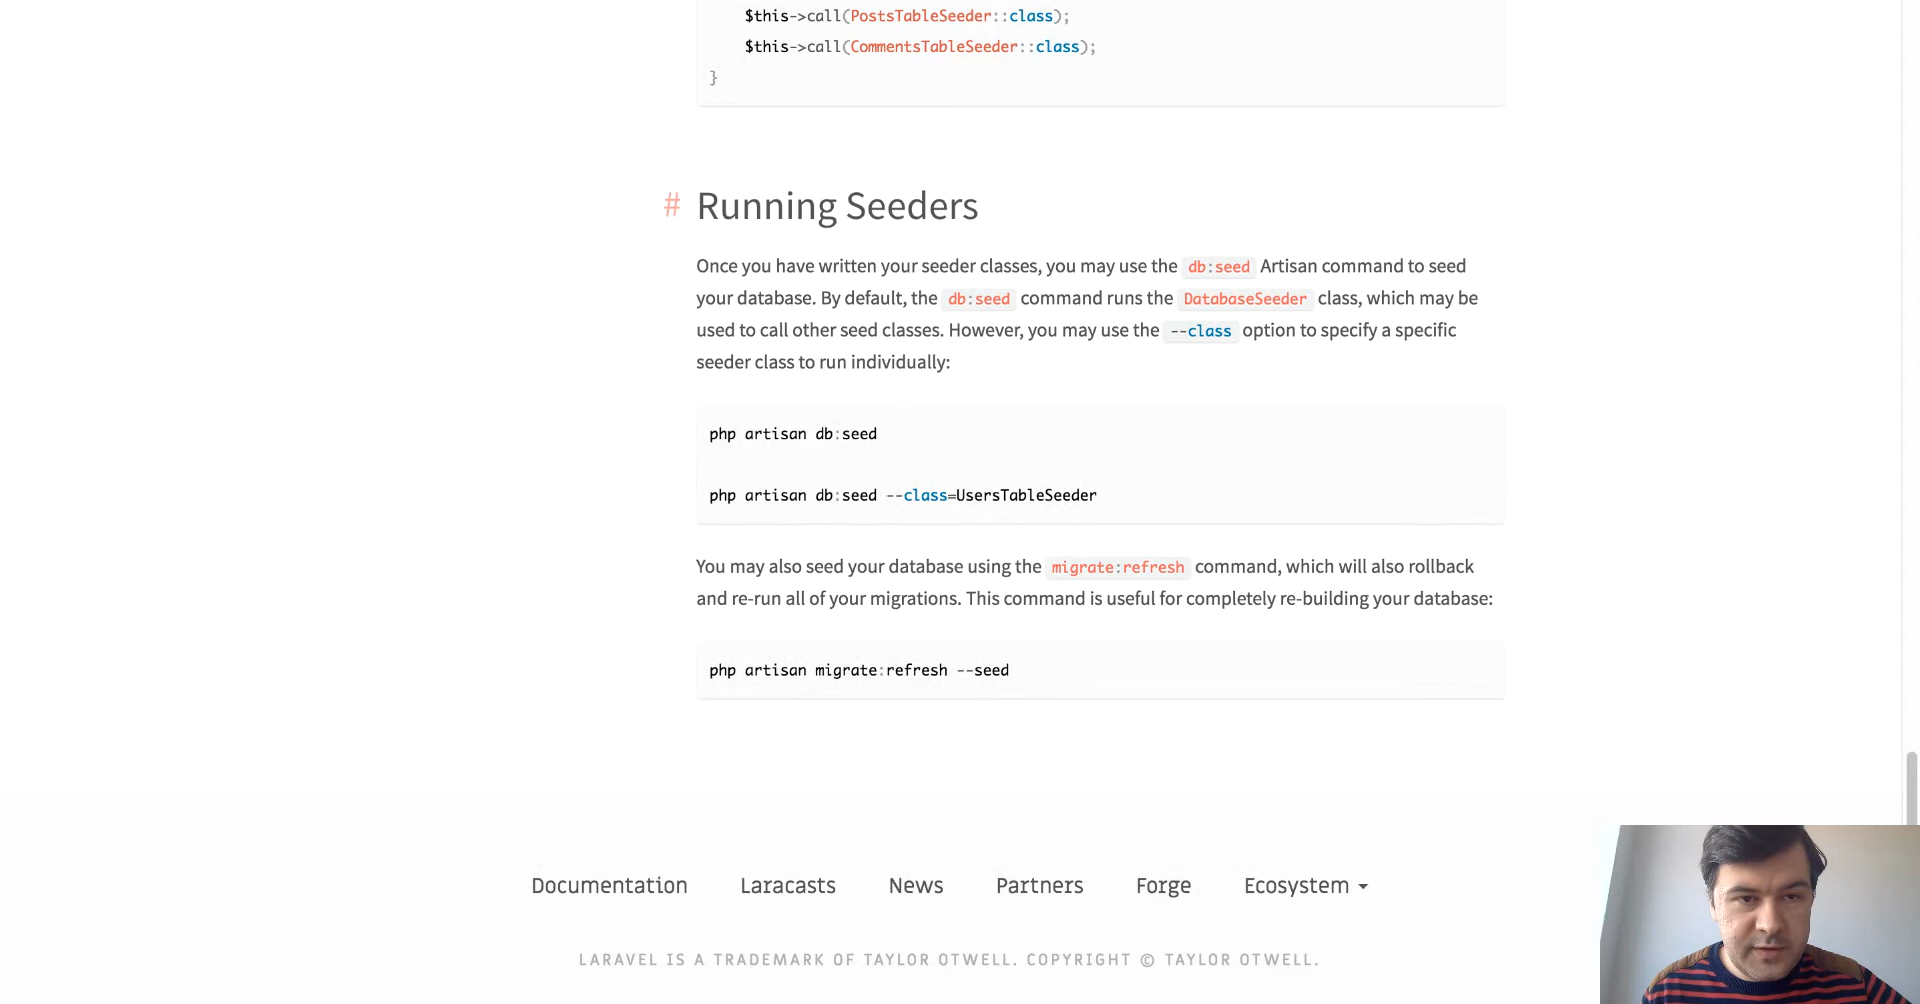 $this->call(PostsTableSeeder::class);
$this->call(CommentsTableSeeder::class);
}
# Running Seeders
Once you have written your seeder classes, you may use the db:seed Artisan command to seed
your database. By default, the db:seed command runs the DatabaseSeeder class, which may be
used to call other seed classes. However, you may use the --class option to specify a specific
seeder class to run individually:
php artisan db:seed
php artisan db:seed --class=UsersTableSeeder
You may also seed your database using the migrate:refresh command, which will also rollback
and re-run all of your migrations. This command is useful for completely re-building your database:
php artisan migrate:refresh --seed
Documentation Laracasts News Partners Forge Ecosystem
LARAVEL IS A TRADEMARK OF TAYLOR OTWELL. COPYRIGHT © TAYLOR OTWELL.